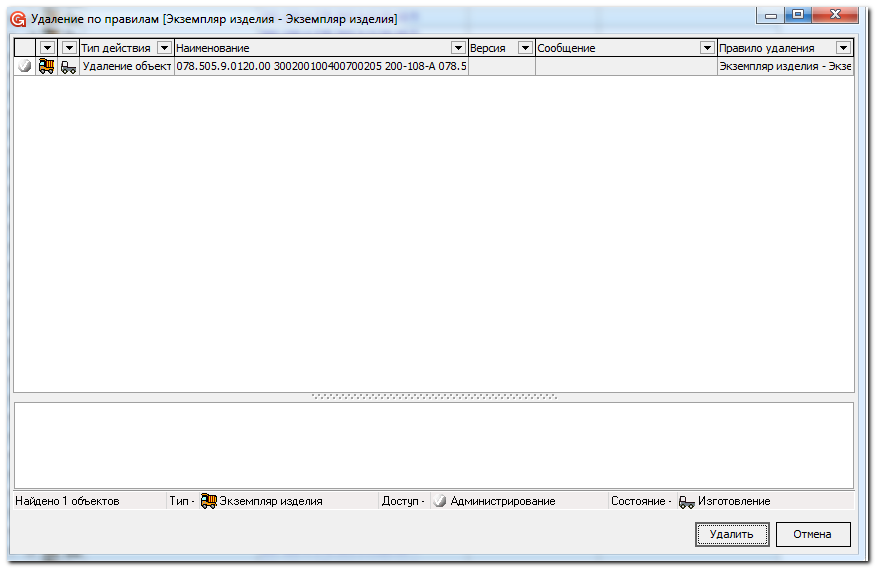 Удаление по правилам [Экземпляр изделия - Экземпляр изделия]
Тип действия Наименование Версия Сообщение Правило удаления
Удаление объект 078.505.9.0120.00 300200100400700205 200-108-А 078.5 Экземпляр изделия - Экзе
Найдено 1 объектов Тип - Экземпляр изделия Доступ - Администрирование Состояние - Изготовление
Удалить Отмена